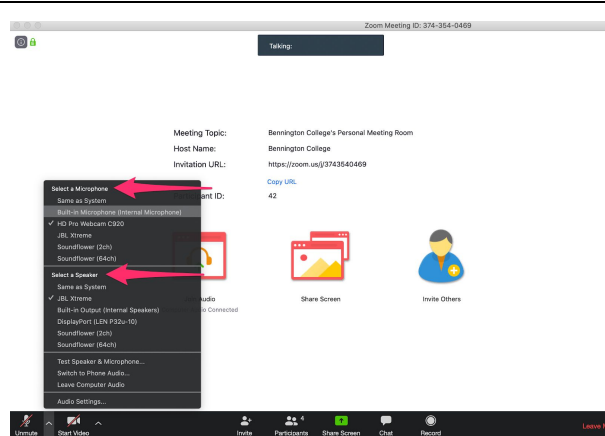 Zoom Meeting ID: 374-354-0469
Talking:
Meeting Topic: Bennington College's Personal Meeting Room
Host Name: Bennington College
Invitation URL: https://zoom.us/j/3743540469
Copy URL
ID: 42
Select a Microphone
Same as System
Built-in Microphone (Internal Microphone)
✓ HD Pro Webcam C920
JBL Xtreme
Soundflower (2ch)
Soundflower (64ch)
Select a Speaker
Same as System
✓ JBL Xtreme
Built-in Output (Internal Speakers)
DisplayPort (LEN P32u-10)
Soundflower (2ch)
Soundflower (64ch)
Test Speaker & Microphone...
Switch to Phone Audio...
Leave Computer Audio
Audio Settings...
Audio Share Screen Invite Others
Connected
Unmute Start Video Invite Participants 4 Share Screen Chat Record Leave